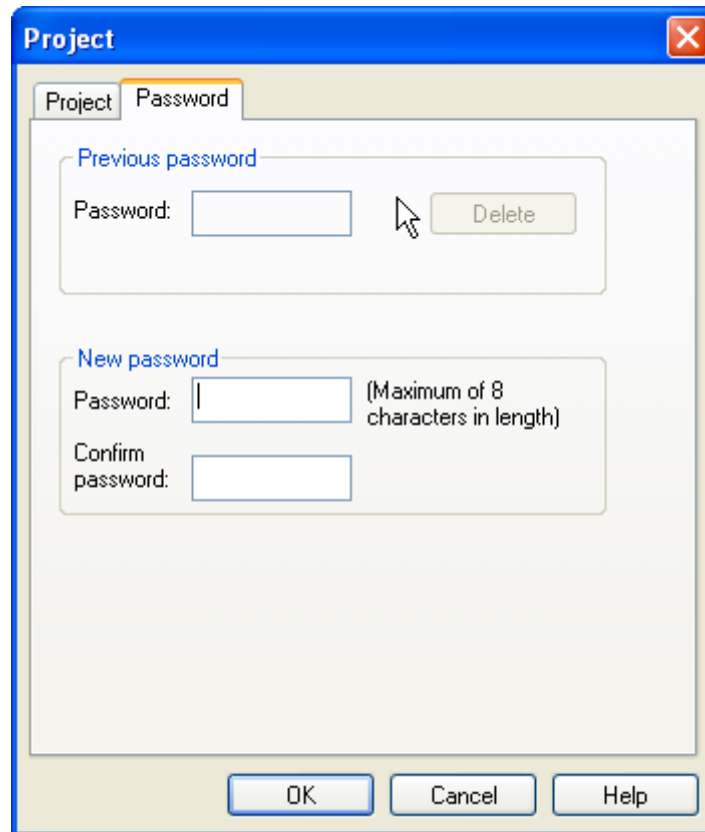 Project
Project Password
Previous password
Password: Delete
New password
Password: (Maximum of 8
characters in length)
Confirm
password:
OK Cancel Help